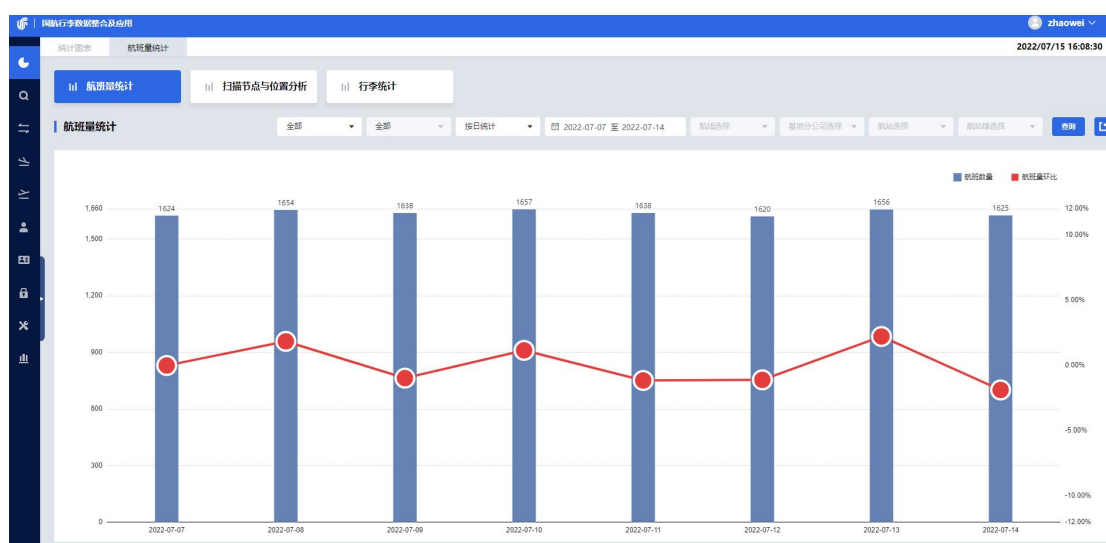 国航行李数据整合及应用
zhaowei
统计图表 航班量统计 2022/07/15 16:08:30
航班量统计 扫描节点与位置分析 行李统计
航班量统计 全部 全部 按日统计 2022-07-07 至 2022-07-14 航线选择 基地分公司选择 航站选择 航站楼选择 查询
航班数量 航班量环比
1,660 1624 1654 1638 1657 1638 1620 1656 1625 12.00%
1,500 10.00%
1,200 5.00%
900 0.00%
600 -5.00%
300 -10.00%
0 -12.00%
2022-07-07 2022-07-08 2022-07-09 2022-07-10 2022-07-11 2022-07-12 2022-07-13 2022-07-14